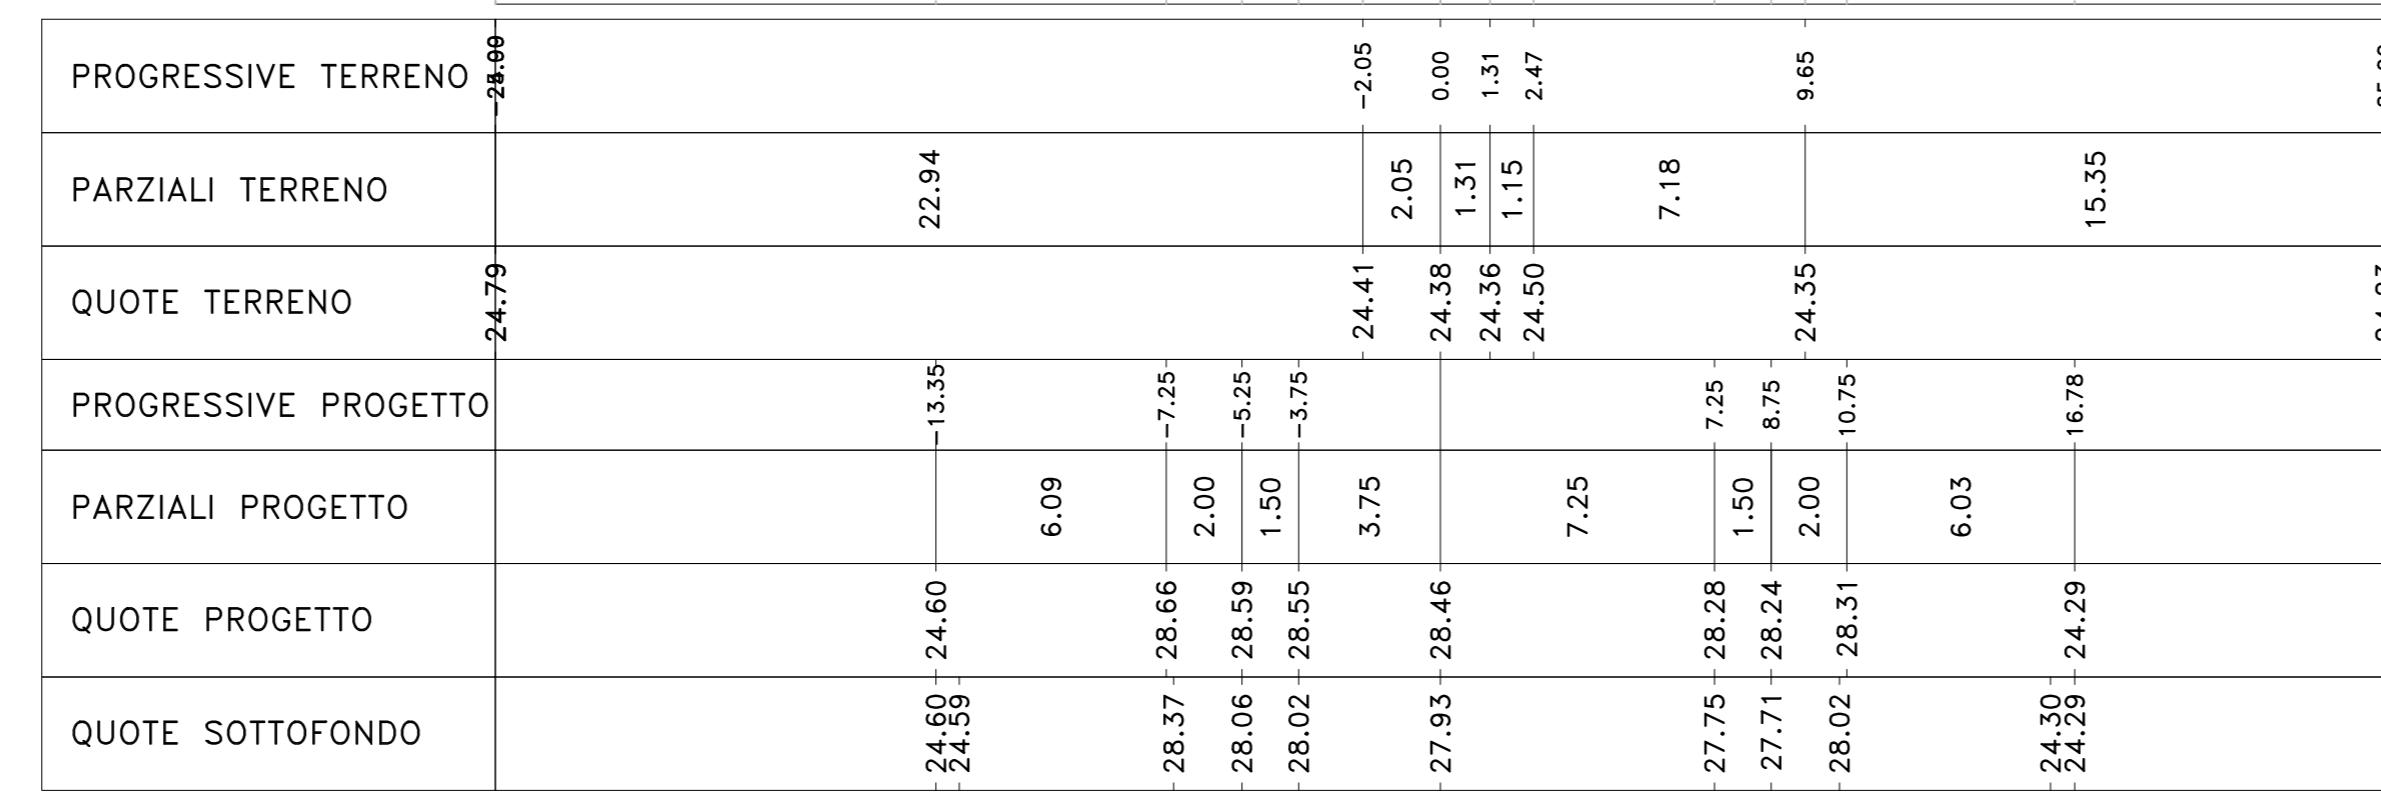 PROGRESSIVE TERRENO -2.05 0.00 1.31 2.47 9.65
PARZIALI TERRENO 22.94 2.05 1.31 1.15 7.18 15.35
QUOTE TERRENO 24.79 24.41 24.38 24.36 24.50 24.35
PROGRESSIVE PROGETTO -13.35 -7.25 -5.25 -3.75 7.25 8.75 10.75 16.78
PARZIALI PROGETTO 6.09 2.00 1.50 3.75 7.25 1.50 2.00 6.03
QUOTE PROGETTO 24.60 28.66 28.59 28.55 28.46 28.28 28.24 28.31 24.29
QUOTE SOTTOFONDO 24.60 24.59 28.37 28.06 28.02 27.93 27.75 27.71 28.02 24.30 24.29